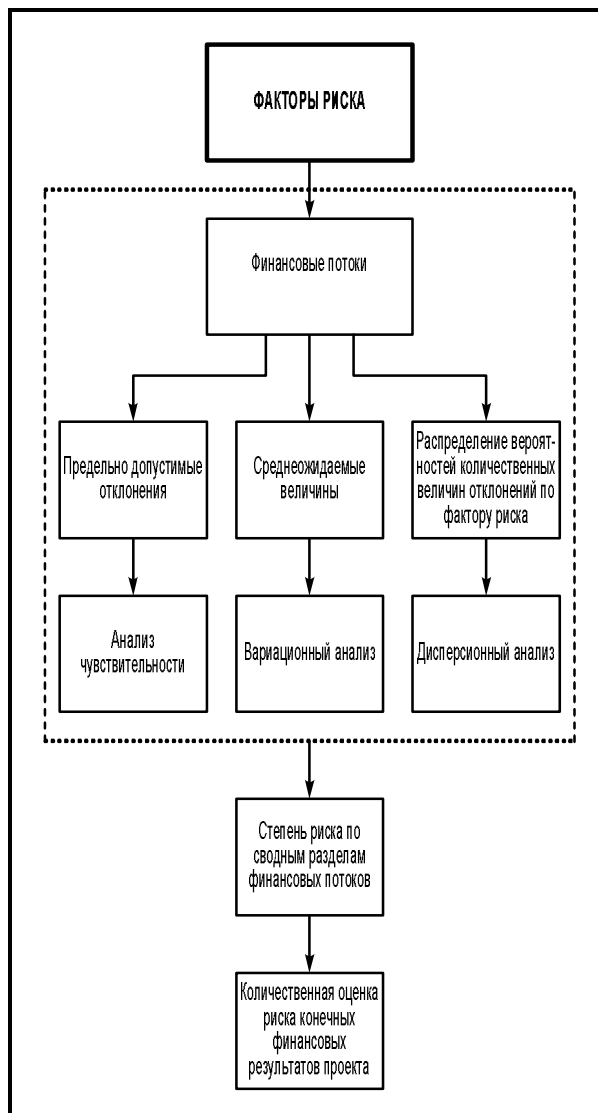 ФАКТОРЫ РИСКА
Финансовые потоки
Предельно допустимые
отклонения
Среднеожидаемые
величины
Распределение вероят-
ностей количественных
величин отклонений по
фактору риска
Анализ
чувствительности
Вариационный анализ
Дисперсионный анализ
Степень риска по
сводным разделам
финансовых потоков
Количественная оценка
риска конечных
финансовых
результатов проекта